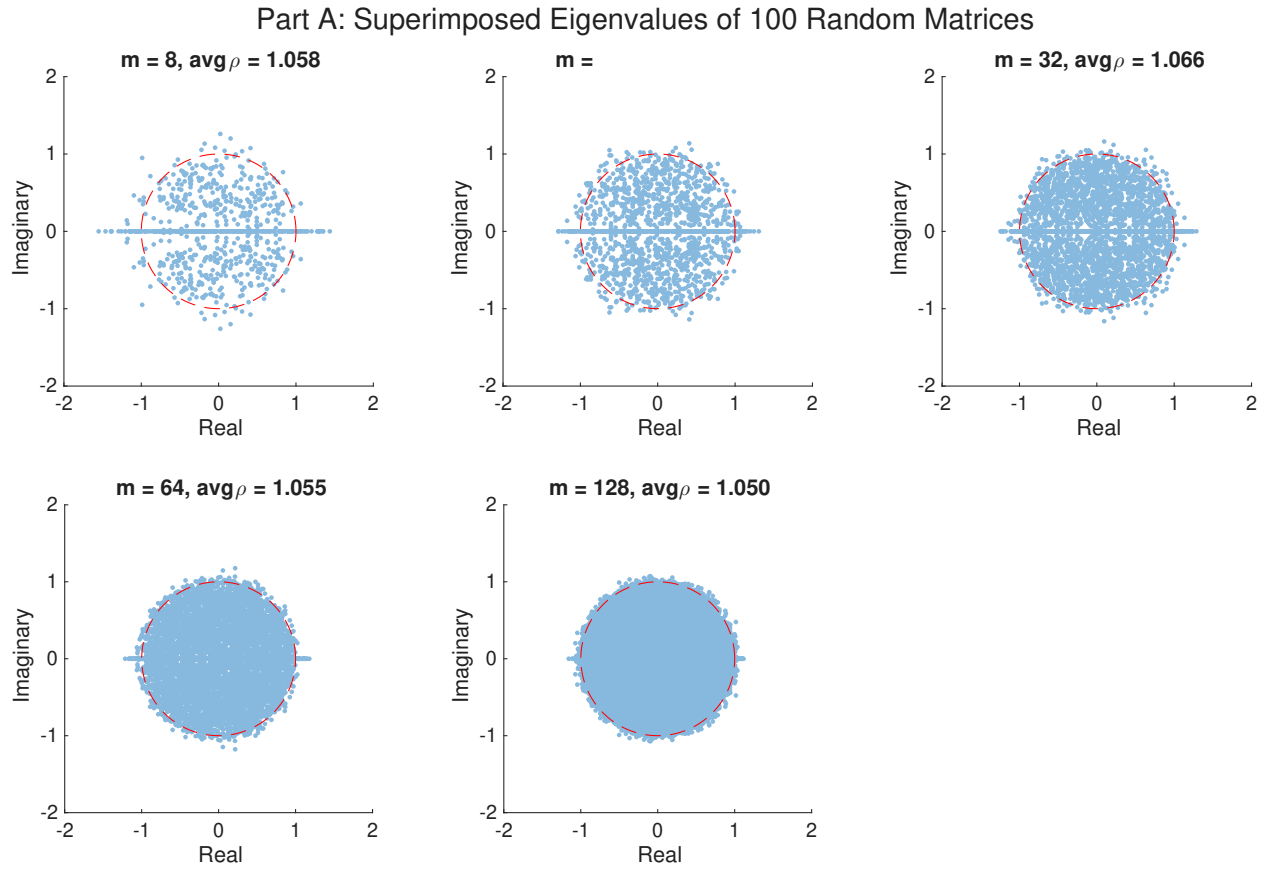 Part A: Superimposed Eigenvalues of 100 Random Matrices
m = 8, avgρ = 1.058
2
1
0
-1
-2
Imaginary
-2 -1 0 1 2
Real
m =
2
1
0
-1
-2
Imaginary
-2 -1 0 1 2
Real
m = 32, avgρ = 1.066
2
1
0
-1
-2
Imaginary
-2 -1 0 1 2
Real
m = 64, avgρ = 1.055
2
1
0
-1
-2
Imaginary
-2 -1 0 1 2
Real
m = 128, avgρ = 1.050
2
1
0
-1
-2
Imaginary
-2 -1 0 1 2
Real